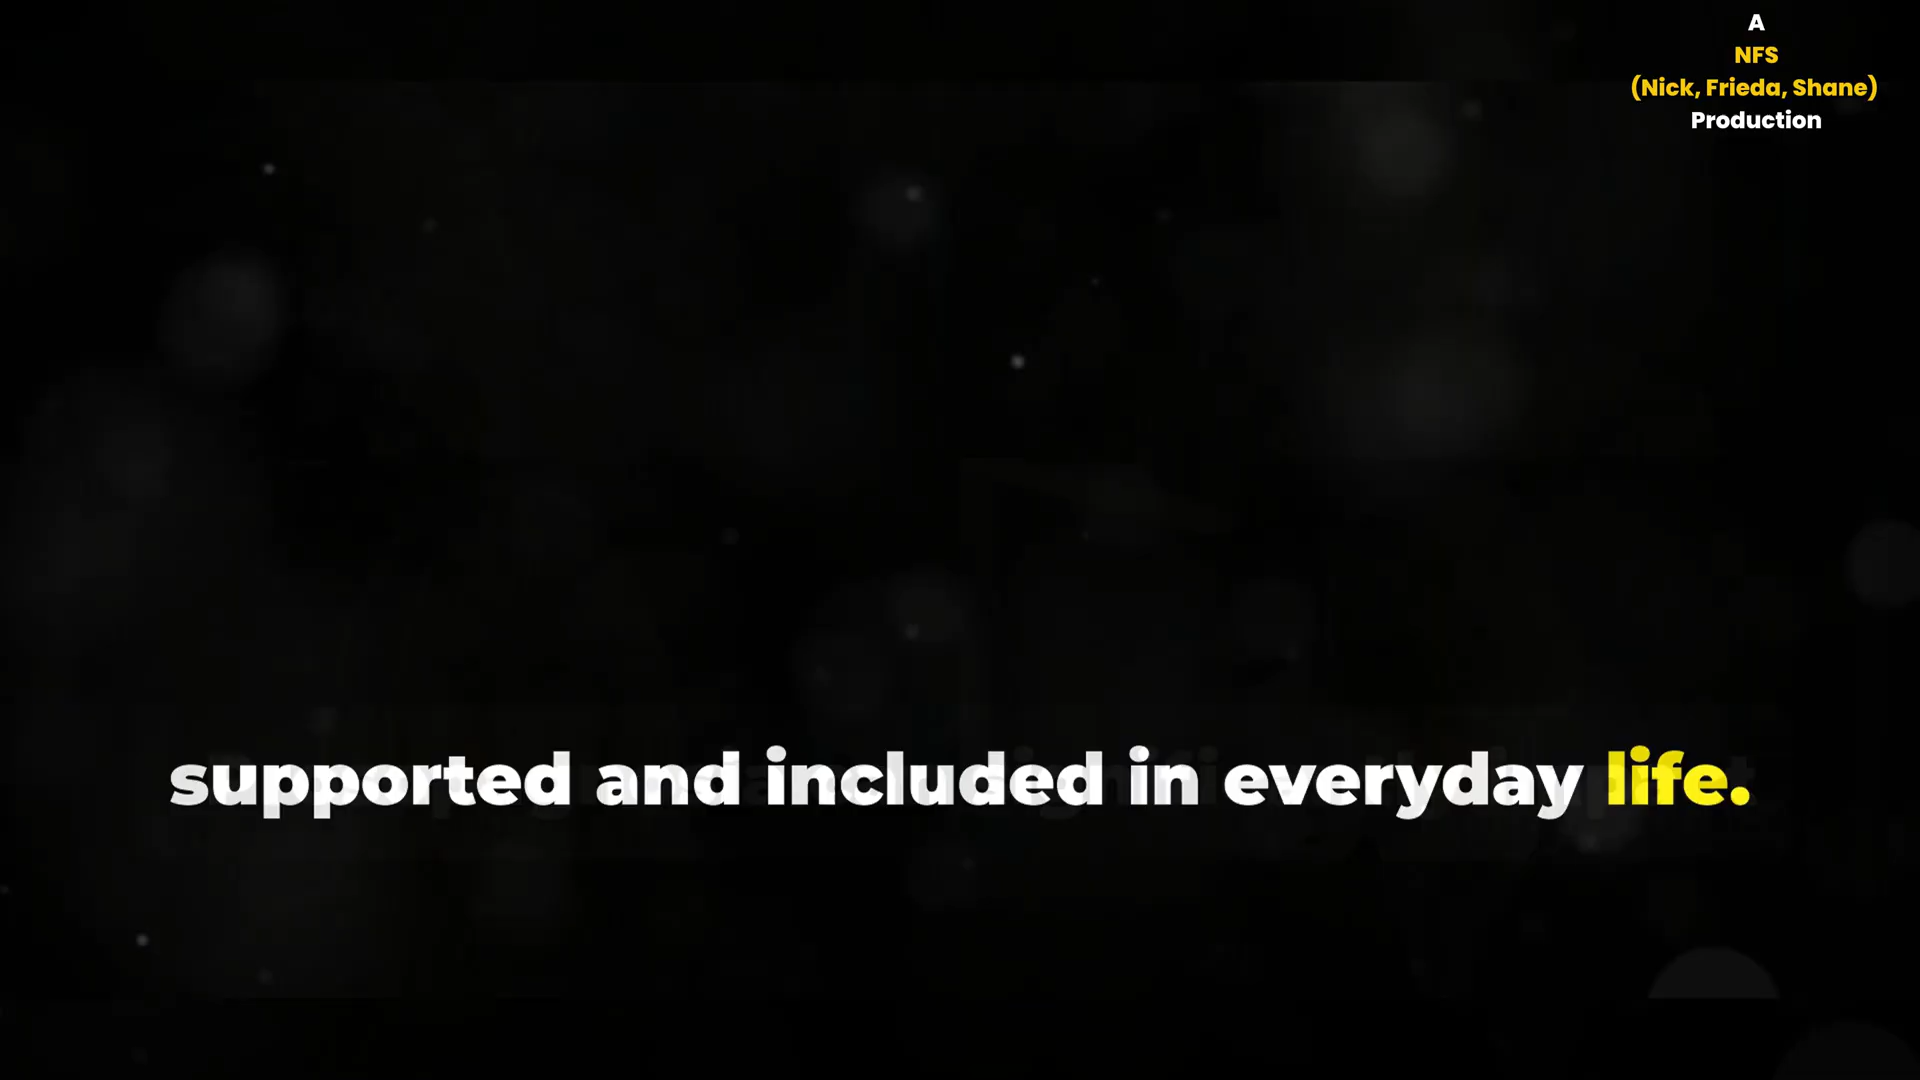 A
NFS
(Nick, Frieda, Shane)
Production
supported and included in everyday life.